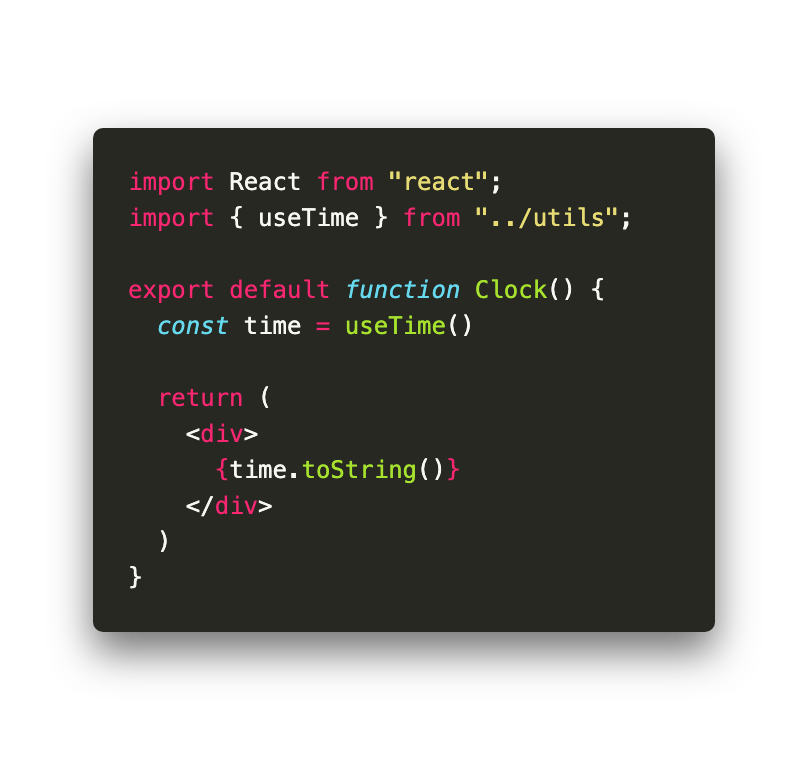 import React from "react";
import { useTime } from "../utils";

export default function Clock() {
  const time = useTime()

  return (
    <div>
      {time.toString()}
    </div>
  )
}